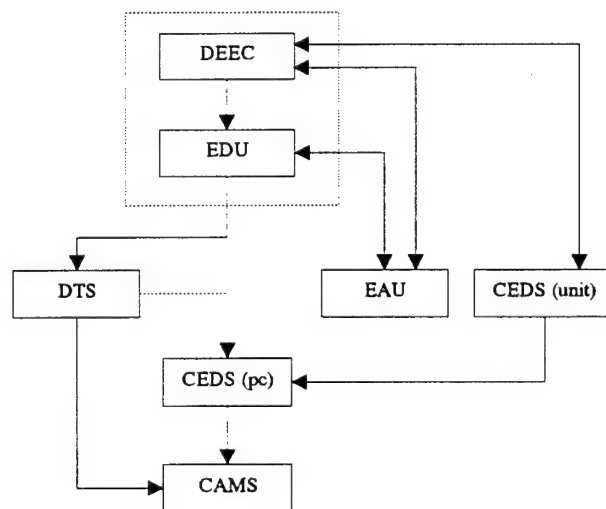 DEEC
EDU
DTS
EAU
CEDS (unit)
CEDS (pc)
CAMS